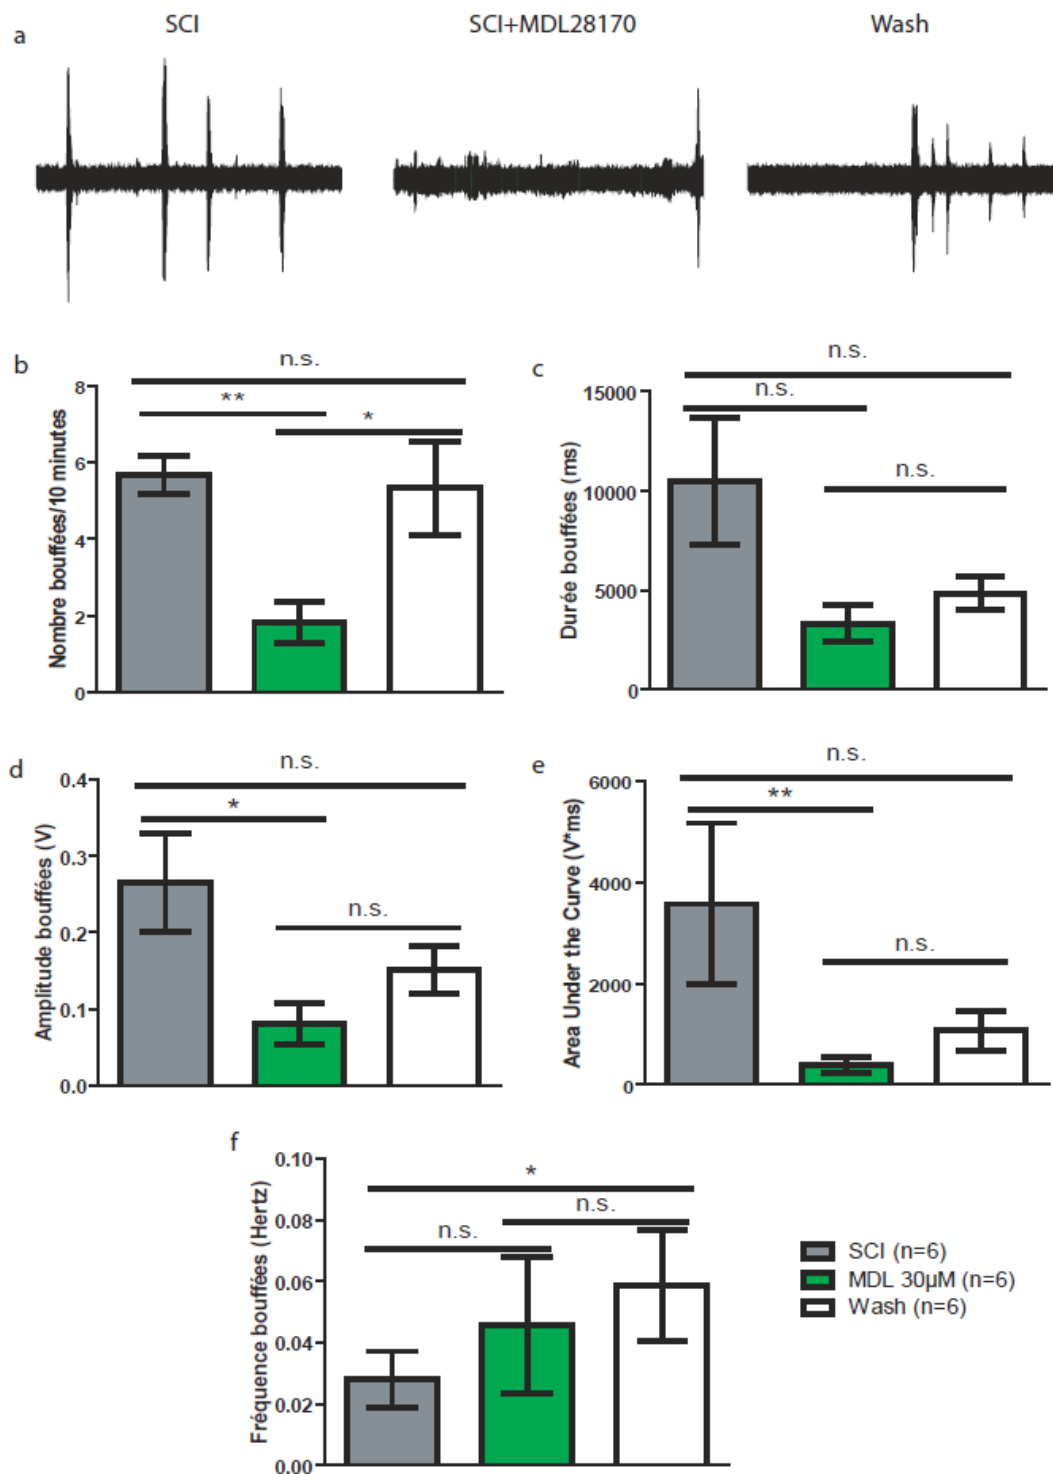 a
SCI
SCI+MDL28170
Wash
b
n.s.
**
*
Nombre bouffées/10 minutes
8
6
4
2
0
c
n.s.
n.s.
n.s.
Durée bouffées (ms)
15000
10000
5000
0
d
n.s.
*
n.s.
Amplitude bouffées (V)
0.4
0.3
0.2
0.1
0.0
e
n.s.
**
n.s.
Area Under the Curve (V*ms)
6000
4000
2000
0
f
*
n.s.
n.s.
Fréquence bouffées (Hertz)
0.10
0.08
0.06
0.04
0.02
0.00
SCI (n=6)
MDL 30µM (n=6)
Wash (n=6)